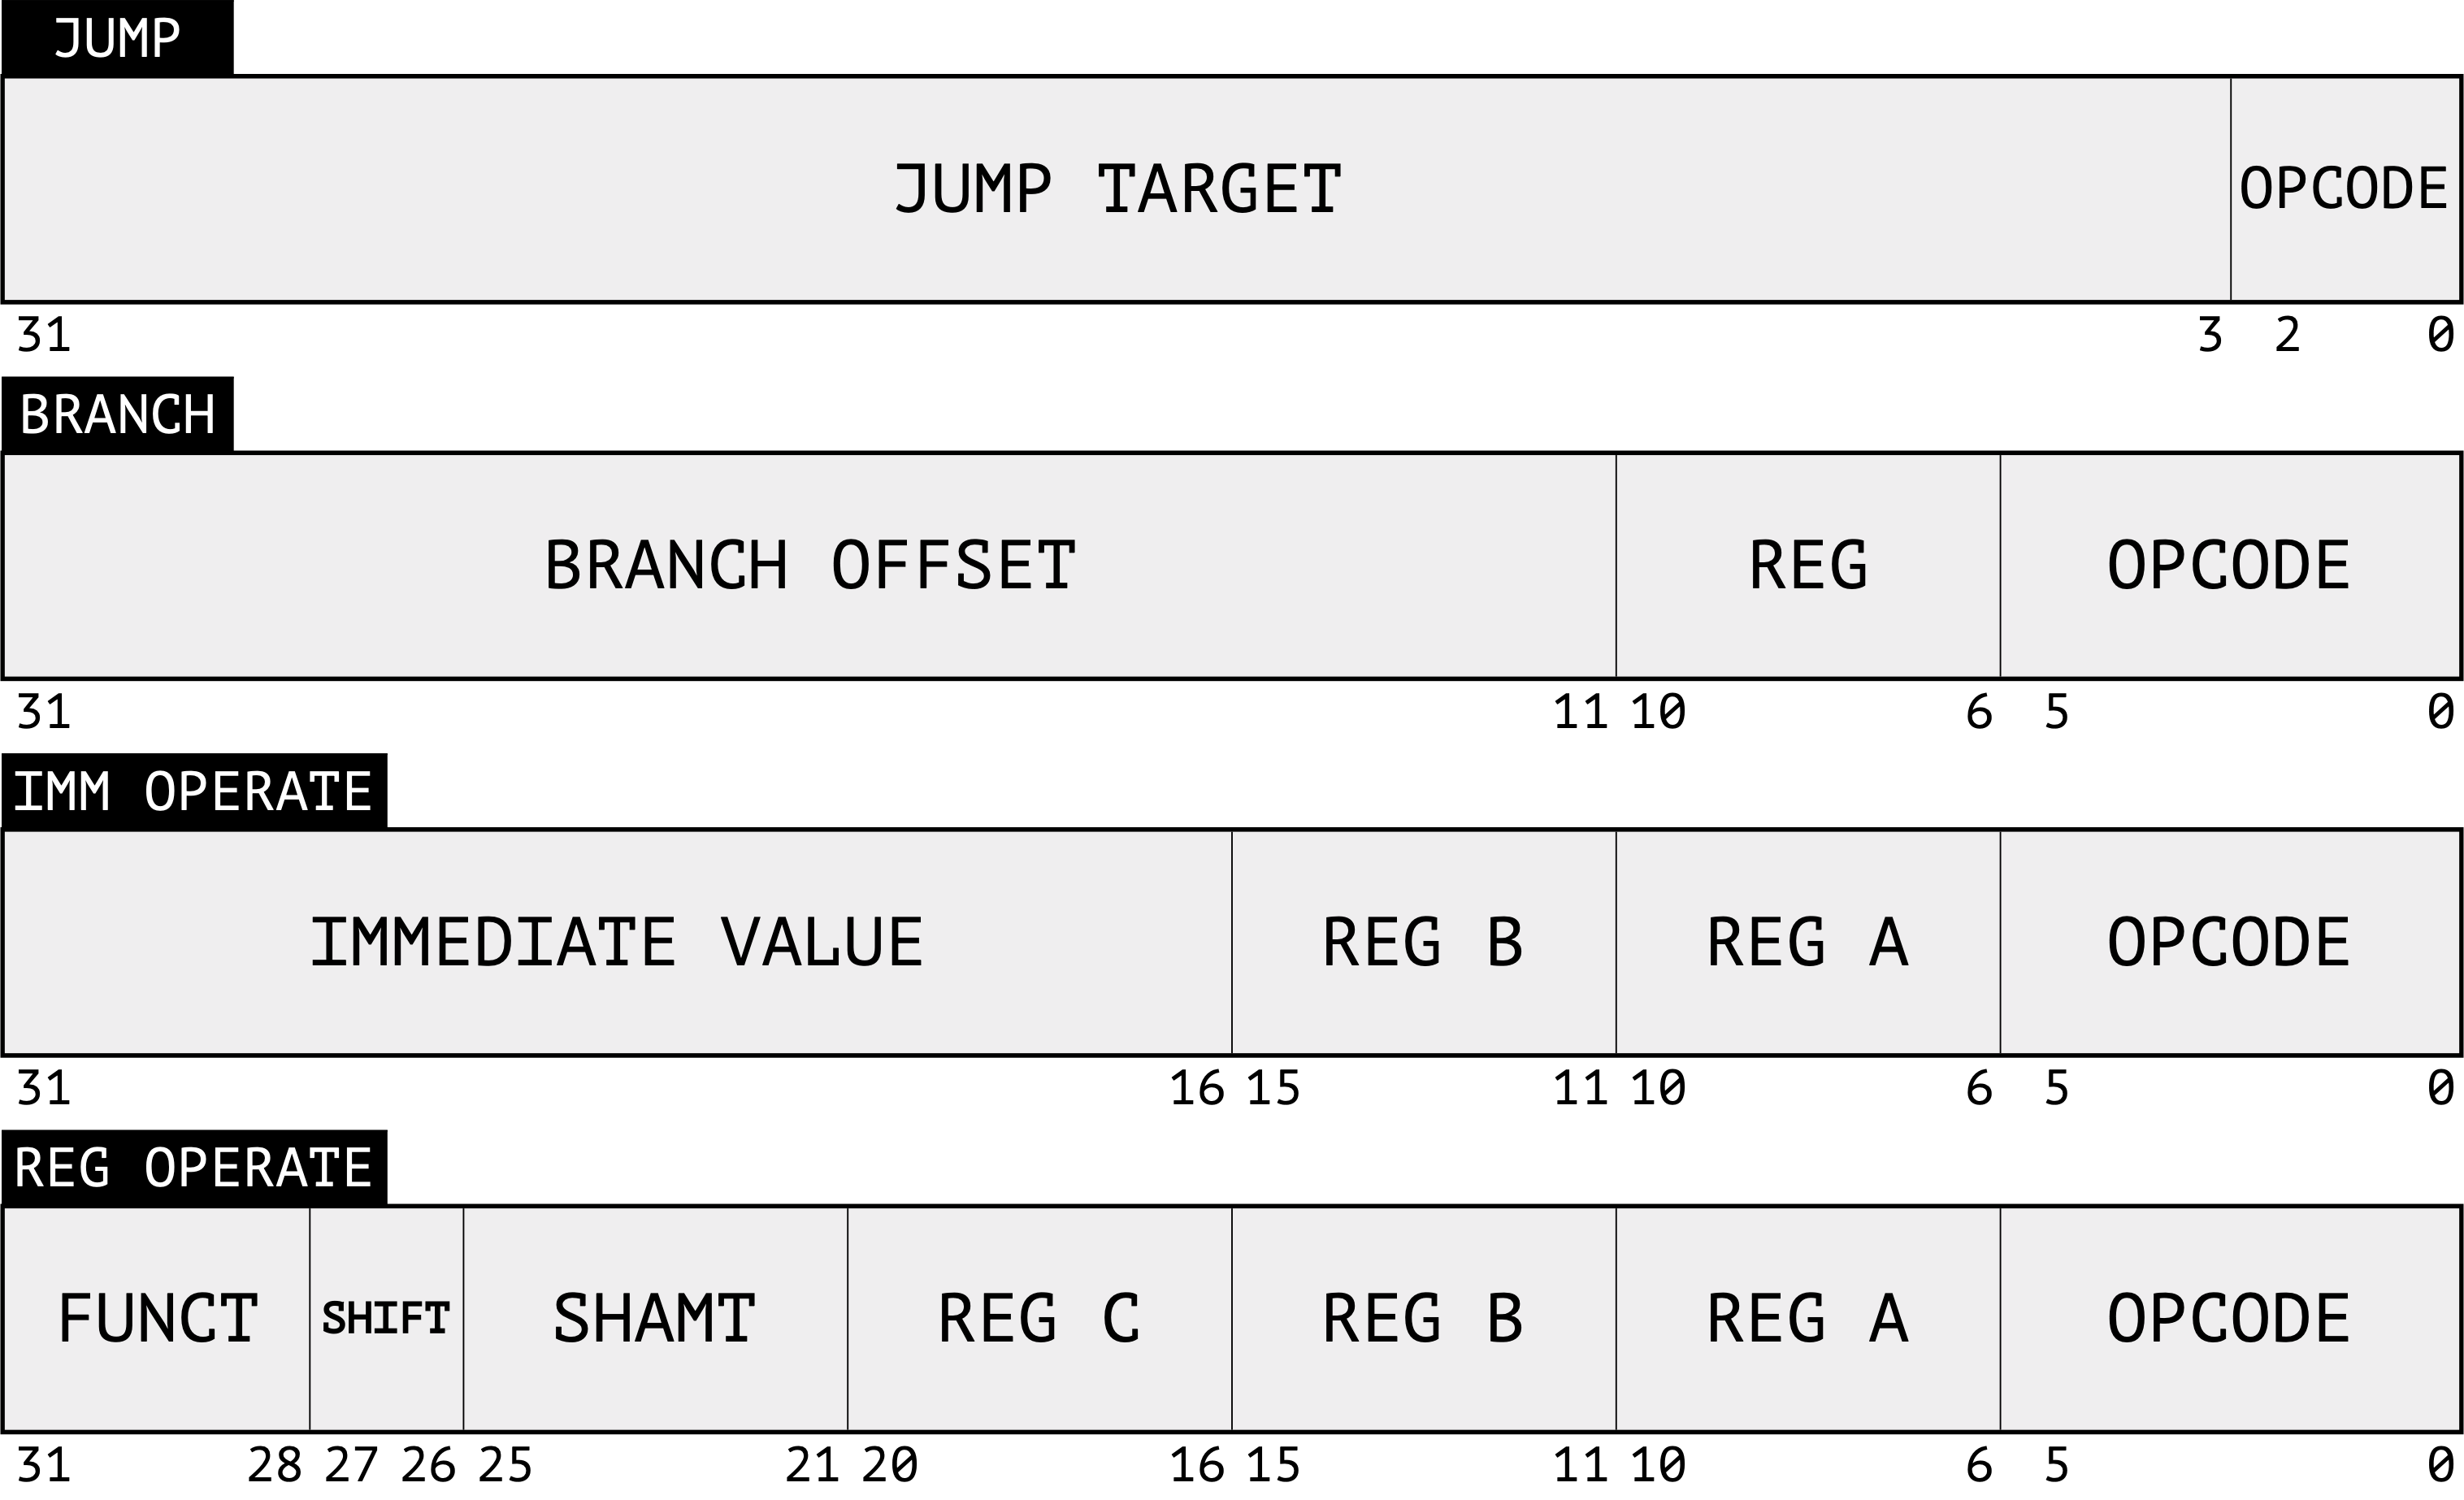 JUMP
JUMP TARGET OPCODE
31 3 2 0
BRANCH
BRANCH OFFSET REG OPCODE
31 11 10 6 5 0
IMM OPERATE
IMMEDIATE VALUE REG B REG A OPCODE
31 16 15 11 10 6 5 0
REG OPERATE
FUNCT SHIFT SHAMT REG C REG B REG A OPCODE
31 28 27 26 25 21 20 16 15 11 10 6 5 0